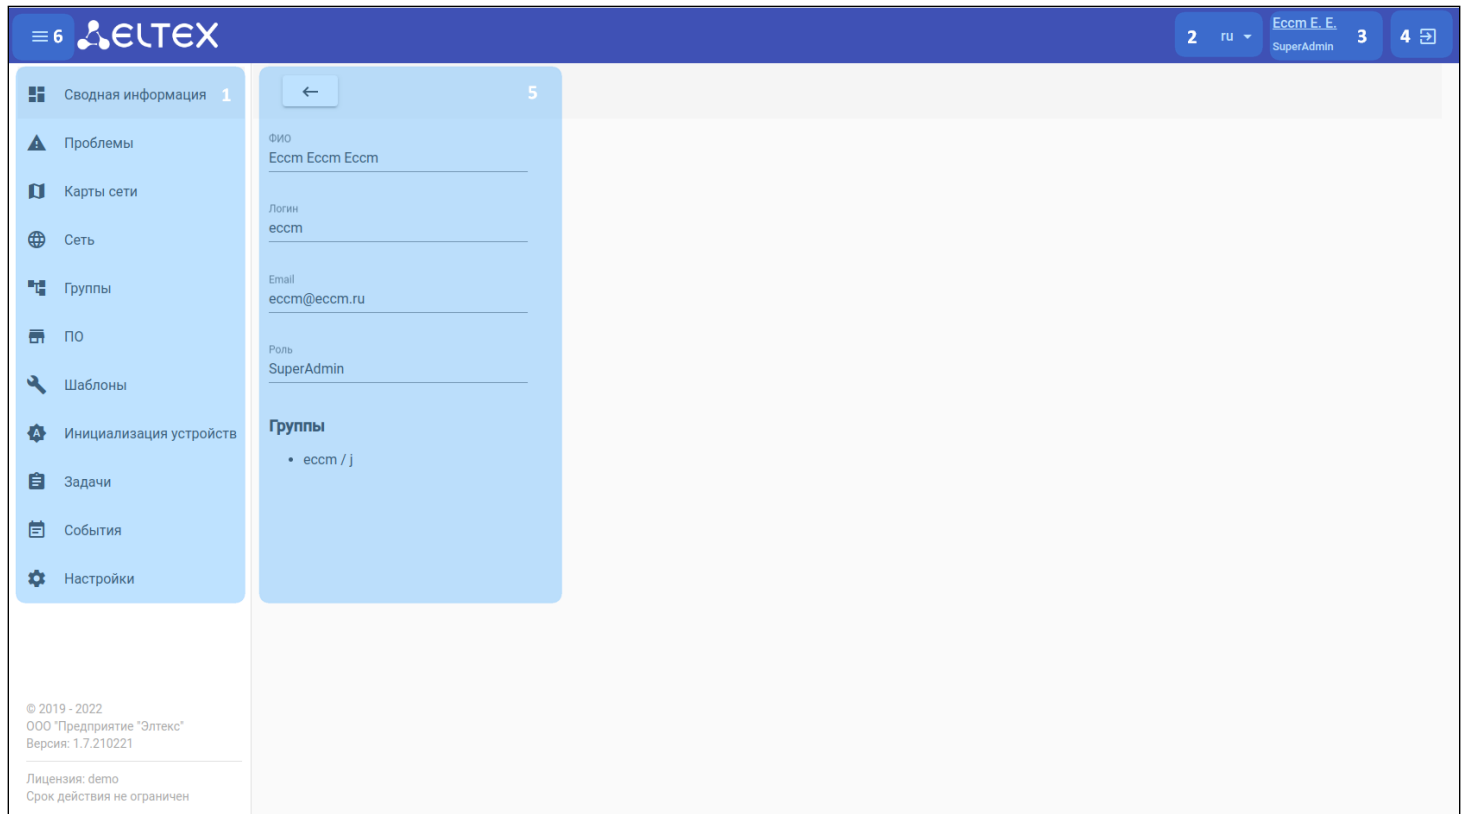 6 ELTEX
2 ru
Eccm E. E.
SuperAdmin
3
4
Сводная информация 1
Проблемы
Карты сети
Сеть
Группы
ПО
Шаблоны
Инициализация устройств
Задачи
События
Настройки
© 2019 - 2022
ООО "Предприятие "Элтекс"
Версия: 1.7.210221
Лицензия: demo
Срок действия не ограничен
5
ФИО
Eccm Eccm Eccm
Логин
eccm
Email
eccm@eccm.ru
Роль
SuperAdmin
Группы
• eccm / j